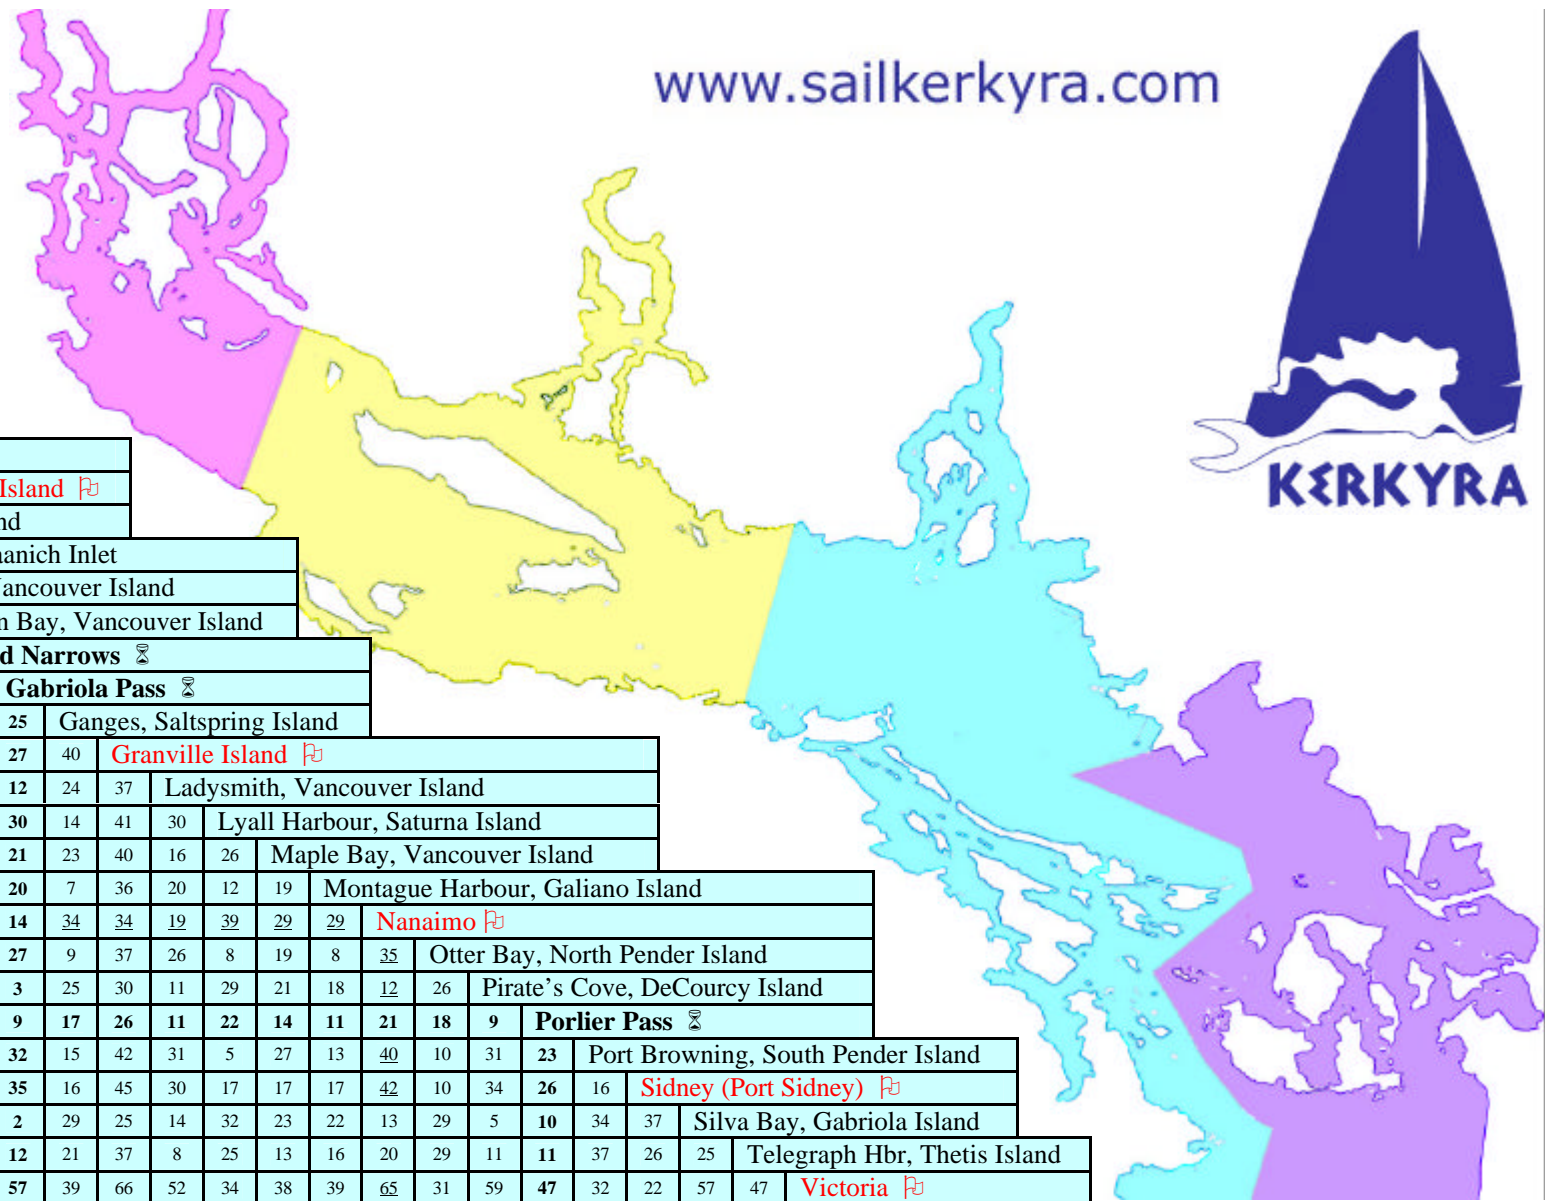 www.sailkerkyra.com
KERKYRA
Island
nd
aanich Inlet
Vancouver Island
n Bay, Vancouver Island
d Narrows
Gabriola Pass
25 Ganges, Saltspring Island
27 40 Granville Island
12 24 37 Ladysmith, Vancouver Island
30 14 41 30 Lyall Harbour, Saturna Island
21 23 40 16 26 Maple Bay, Vancouver Island
20 7 36 20 12 19 Montague Harbour, Galiano Island
14 34 34 19 39 29 29 Nanaimo
27 9 37 26 8 19 8 35 Otter Bay, North Pender Island
3 25 30 11 29 21 18 12 26 Pirate's Cove, DeCourcy Island
9 17 26 11 22 14 11 21 18 9 Porlier Pass
32 15 42 31 5 27 13 40 10 31 23 Port Browning, South Pender Island
35 16 45 30 17 17 17 42 10 34 26 16 Sidney (Port Sidney)
2 29 25 14 32 23 22 13 29 5 10 34 37 Silva Bay, Gabriola Island
12 21 37 8 25 13 16 20 29 11 11 37 26 25 Telegraph Hbr, Thetis Island
57 39 66 52 34 38 39 65 31 59 47 32 22 57 47 Victoria